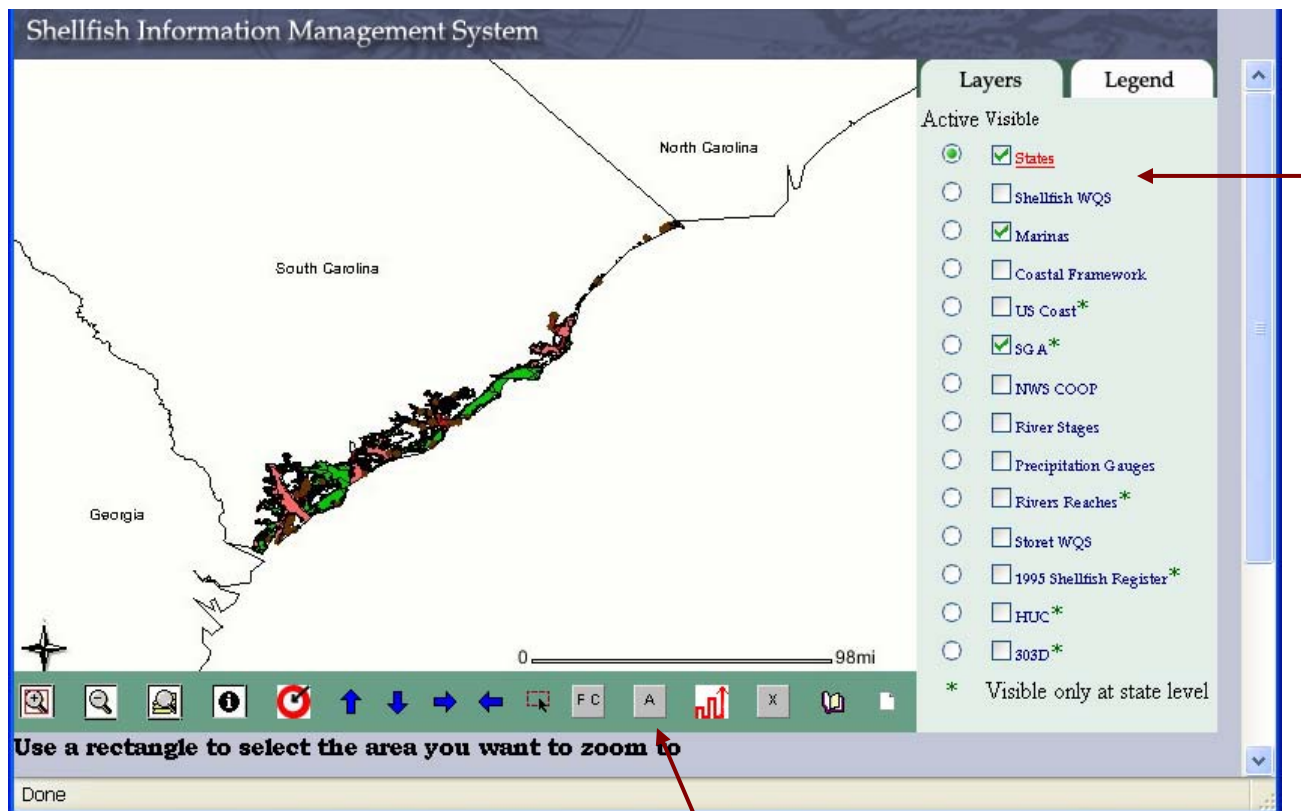 Shellfish Information Management System
Layers Legend
Active Visible
States
Shellfish WQS
Marinas
Coastal Framework
US Coast*
SGA*
NWS COOP
River Stages
Precipitation Gauges
Rivers Reaches*
Storet WQS
1995 Shellfish Register*
HUC*
303D*
* Visible only at state level
North Carolina
South Carolina
Georgia
0 98mi
F C A X
Use a rectangle to select the area you want to zoom to
Done